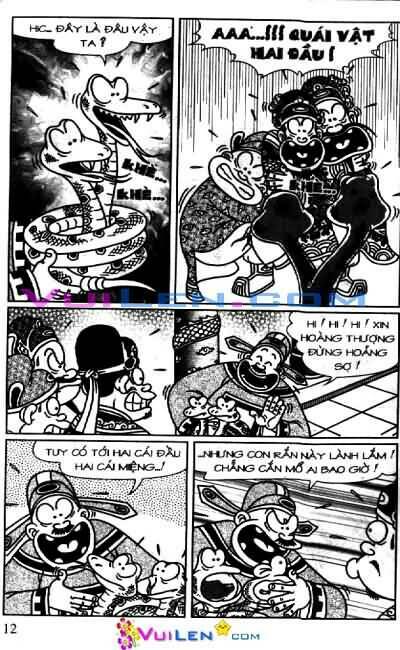 HIC... ĐÂY LÀ ĐÂU VẬY
TA?
KHÈ...
KHÈ...
AAA...!!! QUÁI VẬT
HAI ĐẦU!
KHÈ...
VUILEN.COM
HI! HI! HI! XIN
HOÀNG THƯỢNG
ĐỪNG HOẢNG
SỢ!
TUY CÓ TỚI HAI CÁI ĐẦU
HAI CÁI MIỆNG...!
...NHƯNG CON RẮN NÀY LÀNH LẮM!
CHẲNG CẮN MỔ AI BAO GIỜ!
12
VUILEN.COM